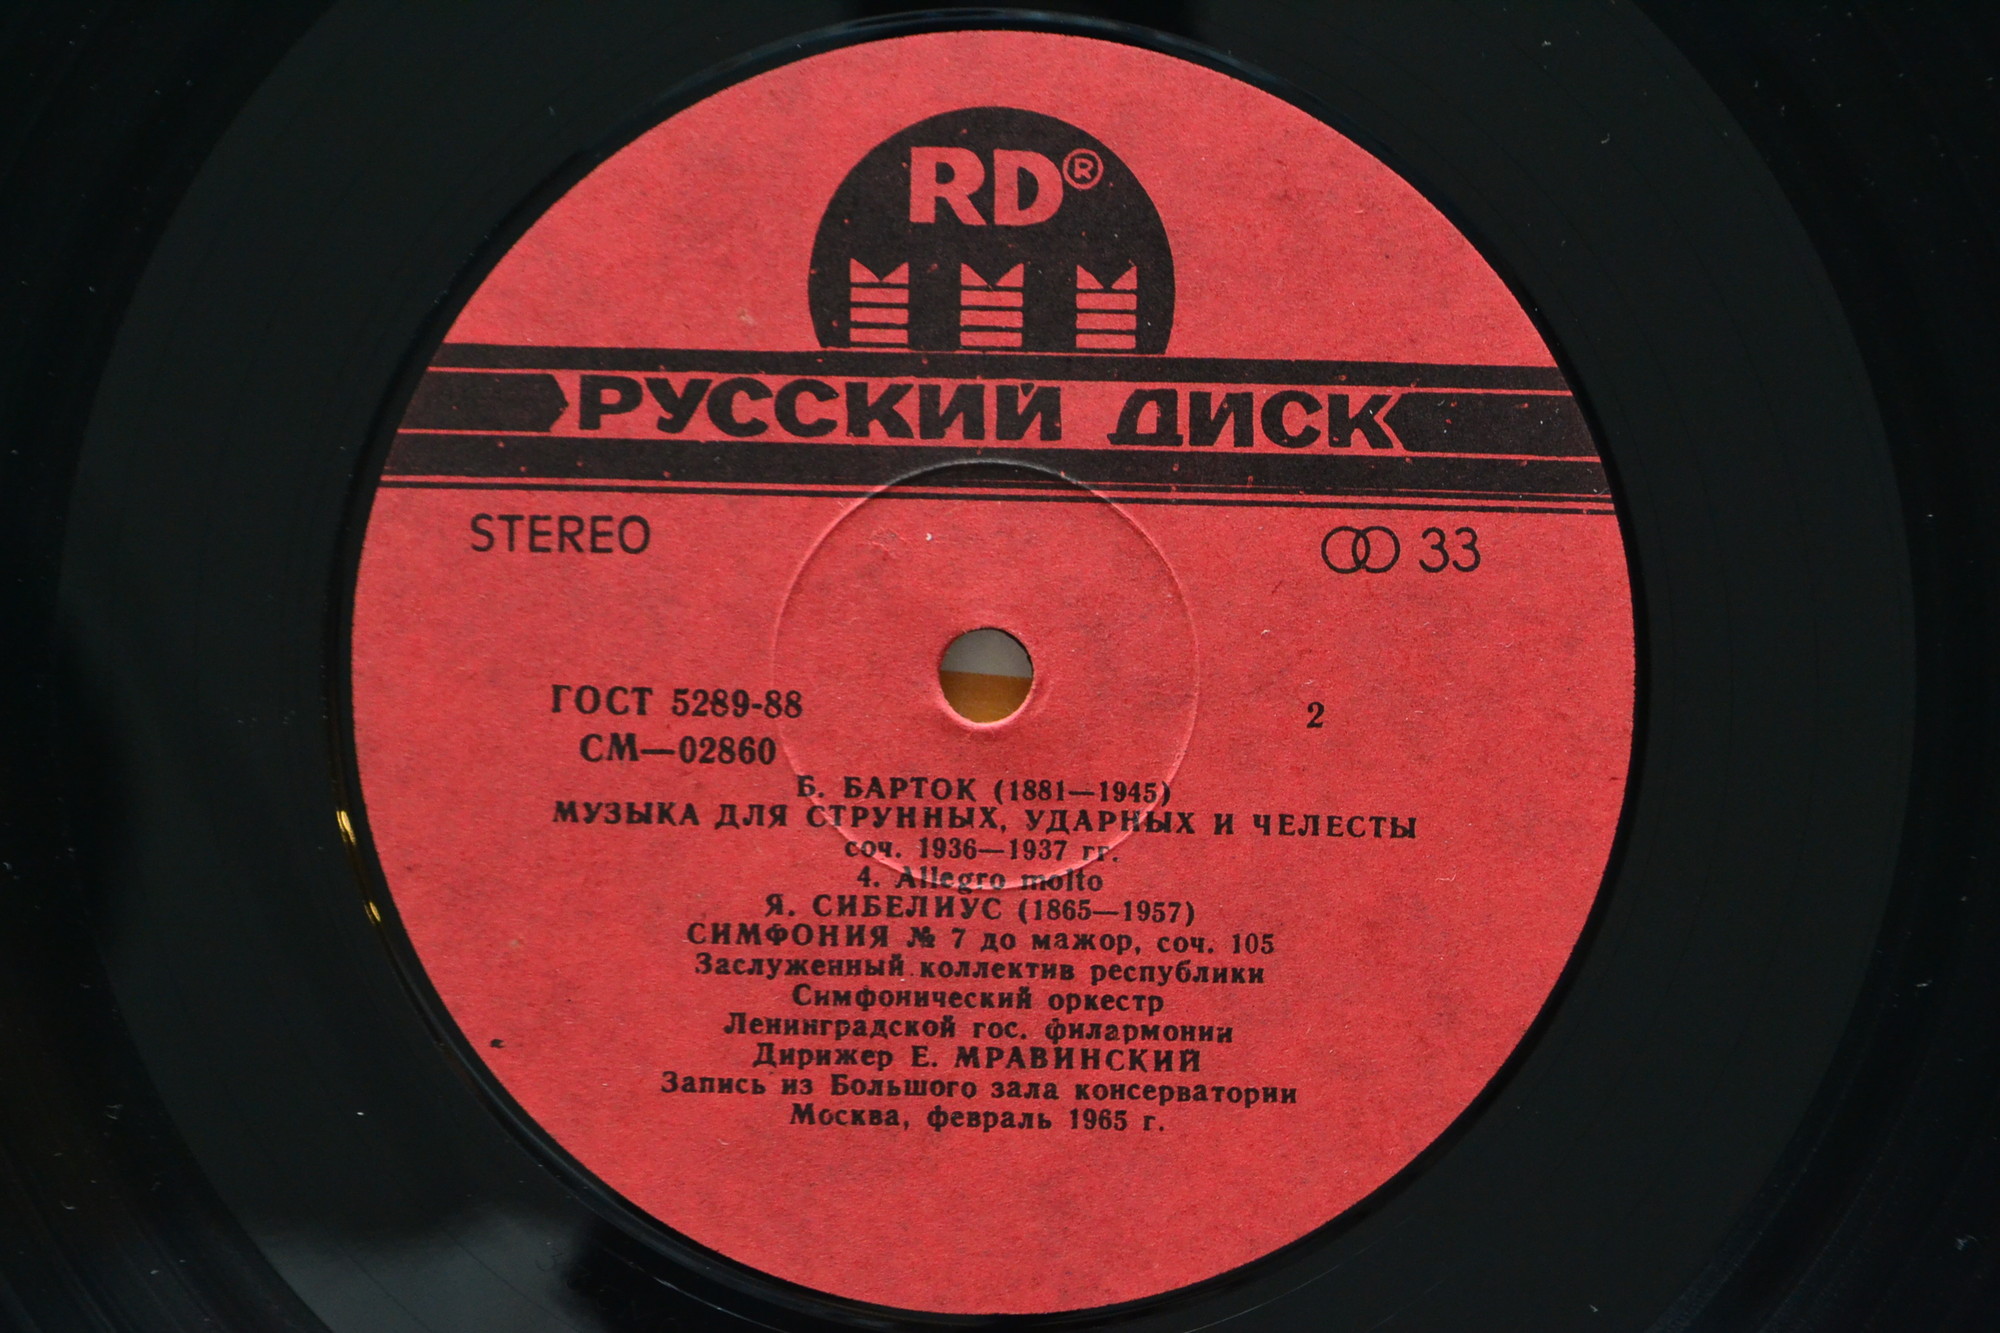 RD®
РУССКИЙ ДИСК
STEREO
33
ГОСТ 5289-88
2
СМ—02860
Б. БАРТОК (1881—1945)
МУЗЫКА ДЛЯ СТРУННЫХ, УДАРНЫХ И ЧЕЛЕСТЫ
соч. 1936—1937 гг.
4. Allegro molto
Я. СИБЕЛИУС (1865—1957)
СИМФОНИЯ № 7 до мажор, соч. 105
Заслуженный коллектив республики
Симфонический оркестр
Ленинградской гос. филармонии
Дирижер Е. МРАВИНСКИЙ
Запись из Большого зала консерватории
Москва, февраль 1965 г.